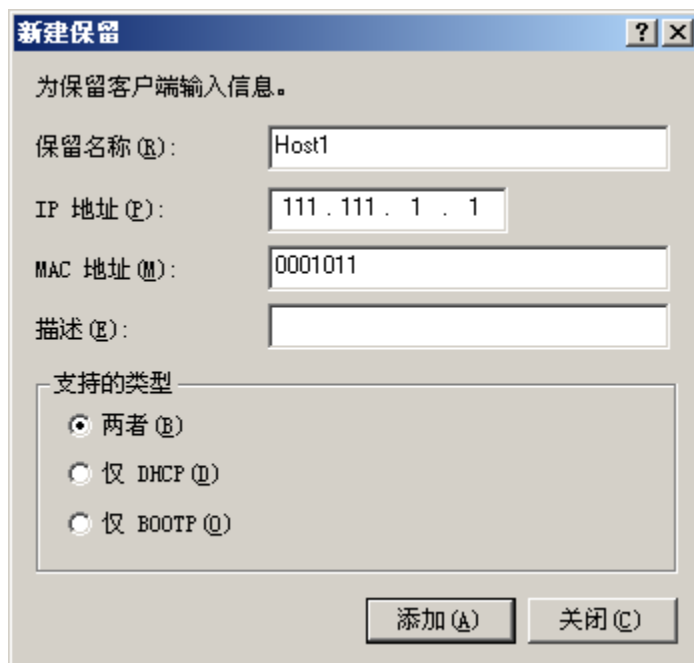 新建保留
为保留客户端输入信息。
保留名称(R): Host1
IP 地址(P): 111 . 111 . 1 . 1
MAC 地址(M): 0001011
描述(E):
支持的类型
两者(B)
仅 DHCP(D)
仅 BOOTP(O)
添加(A) 关闭(C)